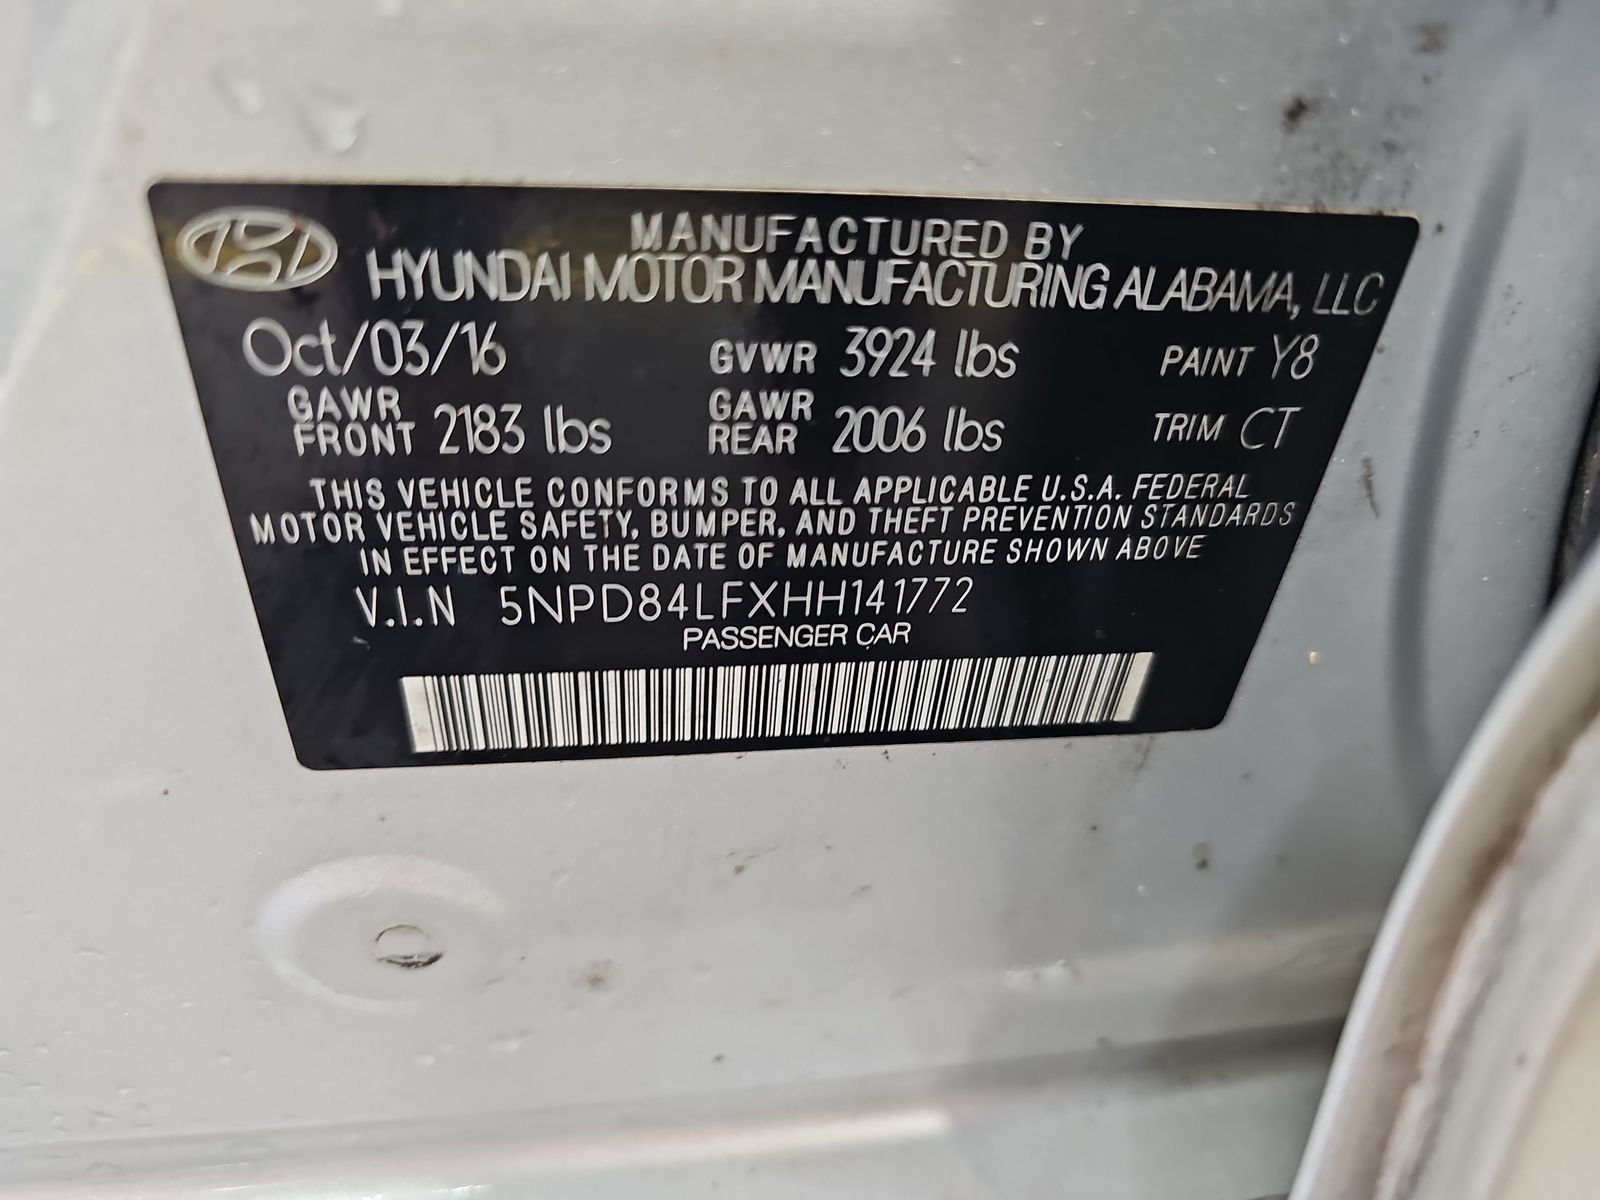 MANUFACTURED BY
HYUNDAI MOTOR MANUFACTURING ALABAMA, LLC
Oct/03/16 GVWR 3924 lbs PAINT Y8
GAWR FRONT 2183 lbs GAWR REAR 2006 lbs TRIM CT
THIS VEHICLE CONFORMS TO ALL APPLICABLE U.S.A. FEDERAL
MOTOR VEHICLE SAFETY, BUMPER, AND THEFT PREVENTION STANDARDS
IN EFFECT ON THE DATE OF MANUFACTURE SHOWN ABOVE
V.I.N 5NPD84LFXHH141772
PASSENGER CAR